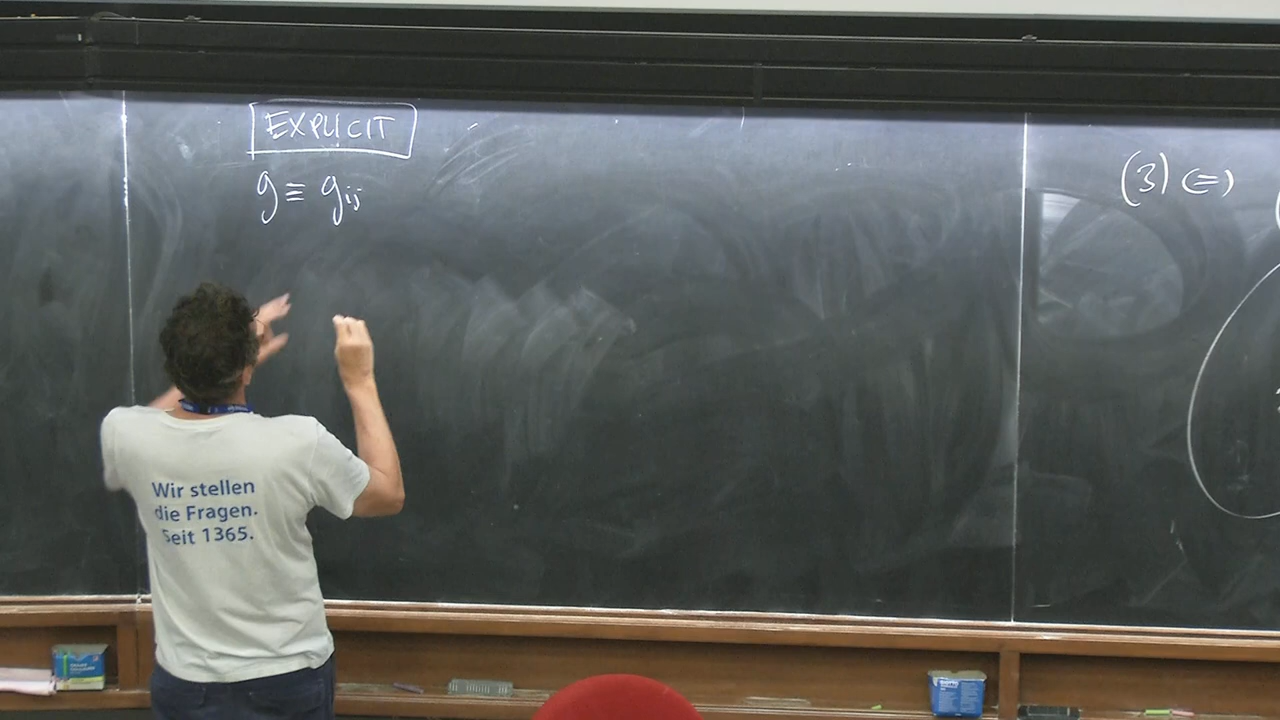 EXPLICIT
g ≡ gij
(3) ⇔
Wir stellen
die Fragen.
Seit 1365.